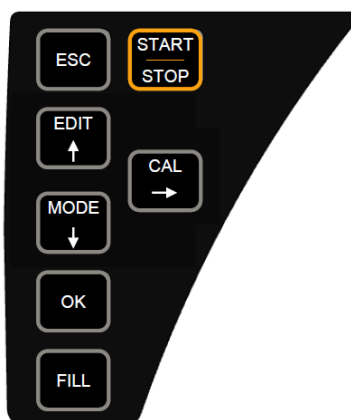 ESC
START
STOP
EDIT
↑
CAL
→
MODE
↓
OK
FILL